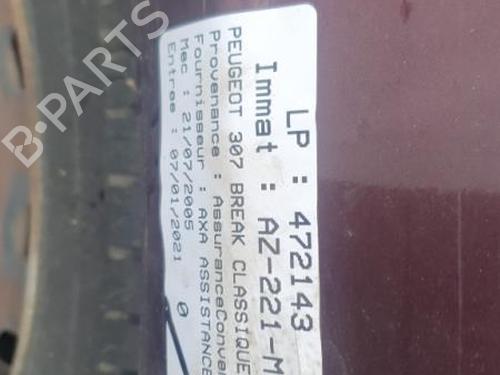 LP : 472143
Immat : AZ-221-M
PEUGEOT 307 BREAK CLASSIQUE
Provenance : AssuranceConve
Fournisseur : AXA ASSISTANCE
Mec : 21/07/2005 0
Entree : 07/01/2021
B-PARTS